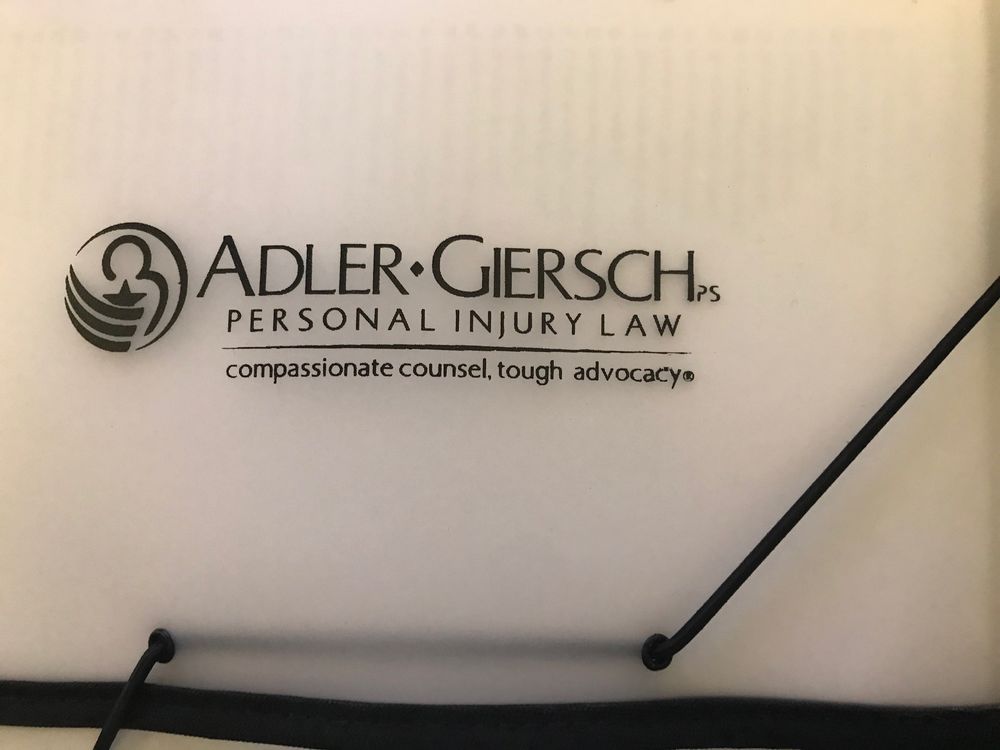 ADLER•GIERSCH PS
PERSONAL INJURY LAW
compassionate counsel, tough advocacy®